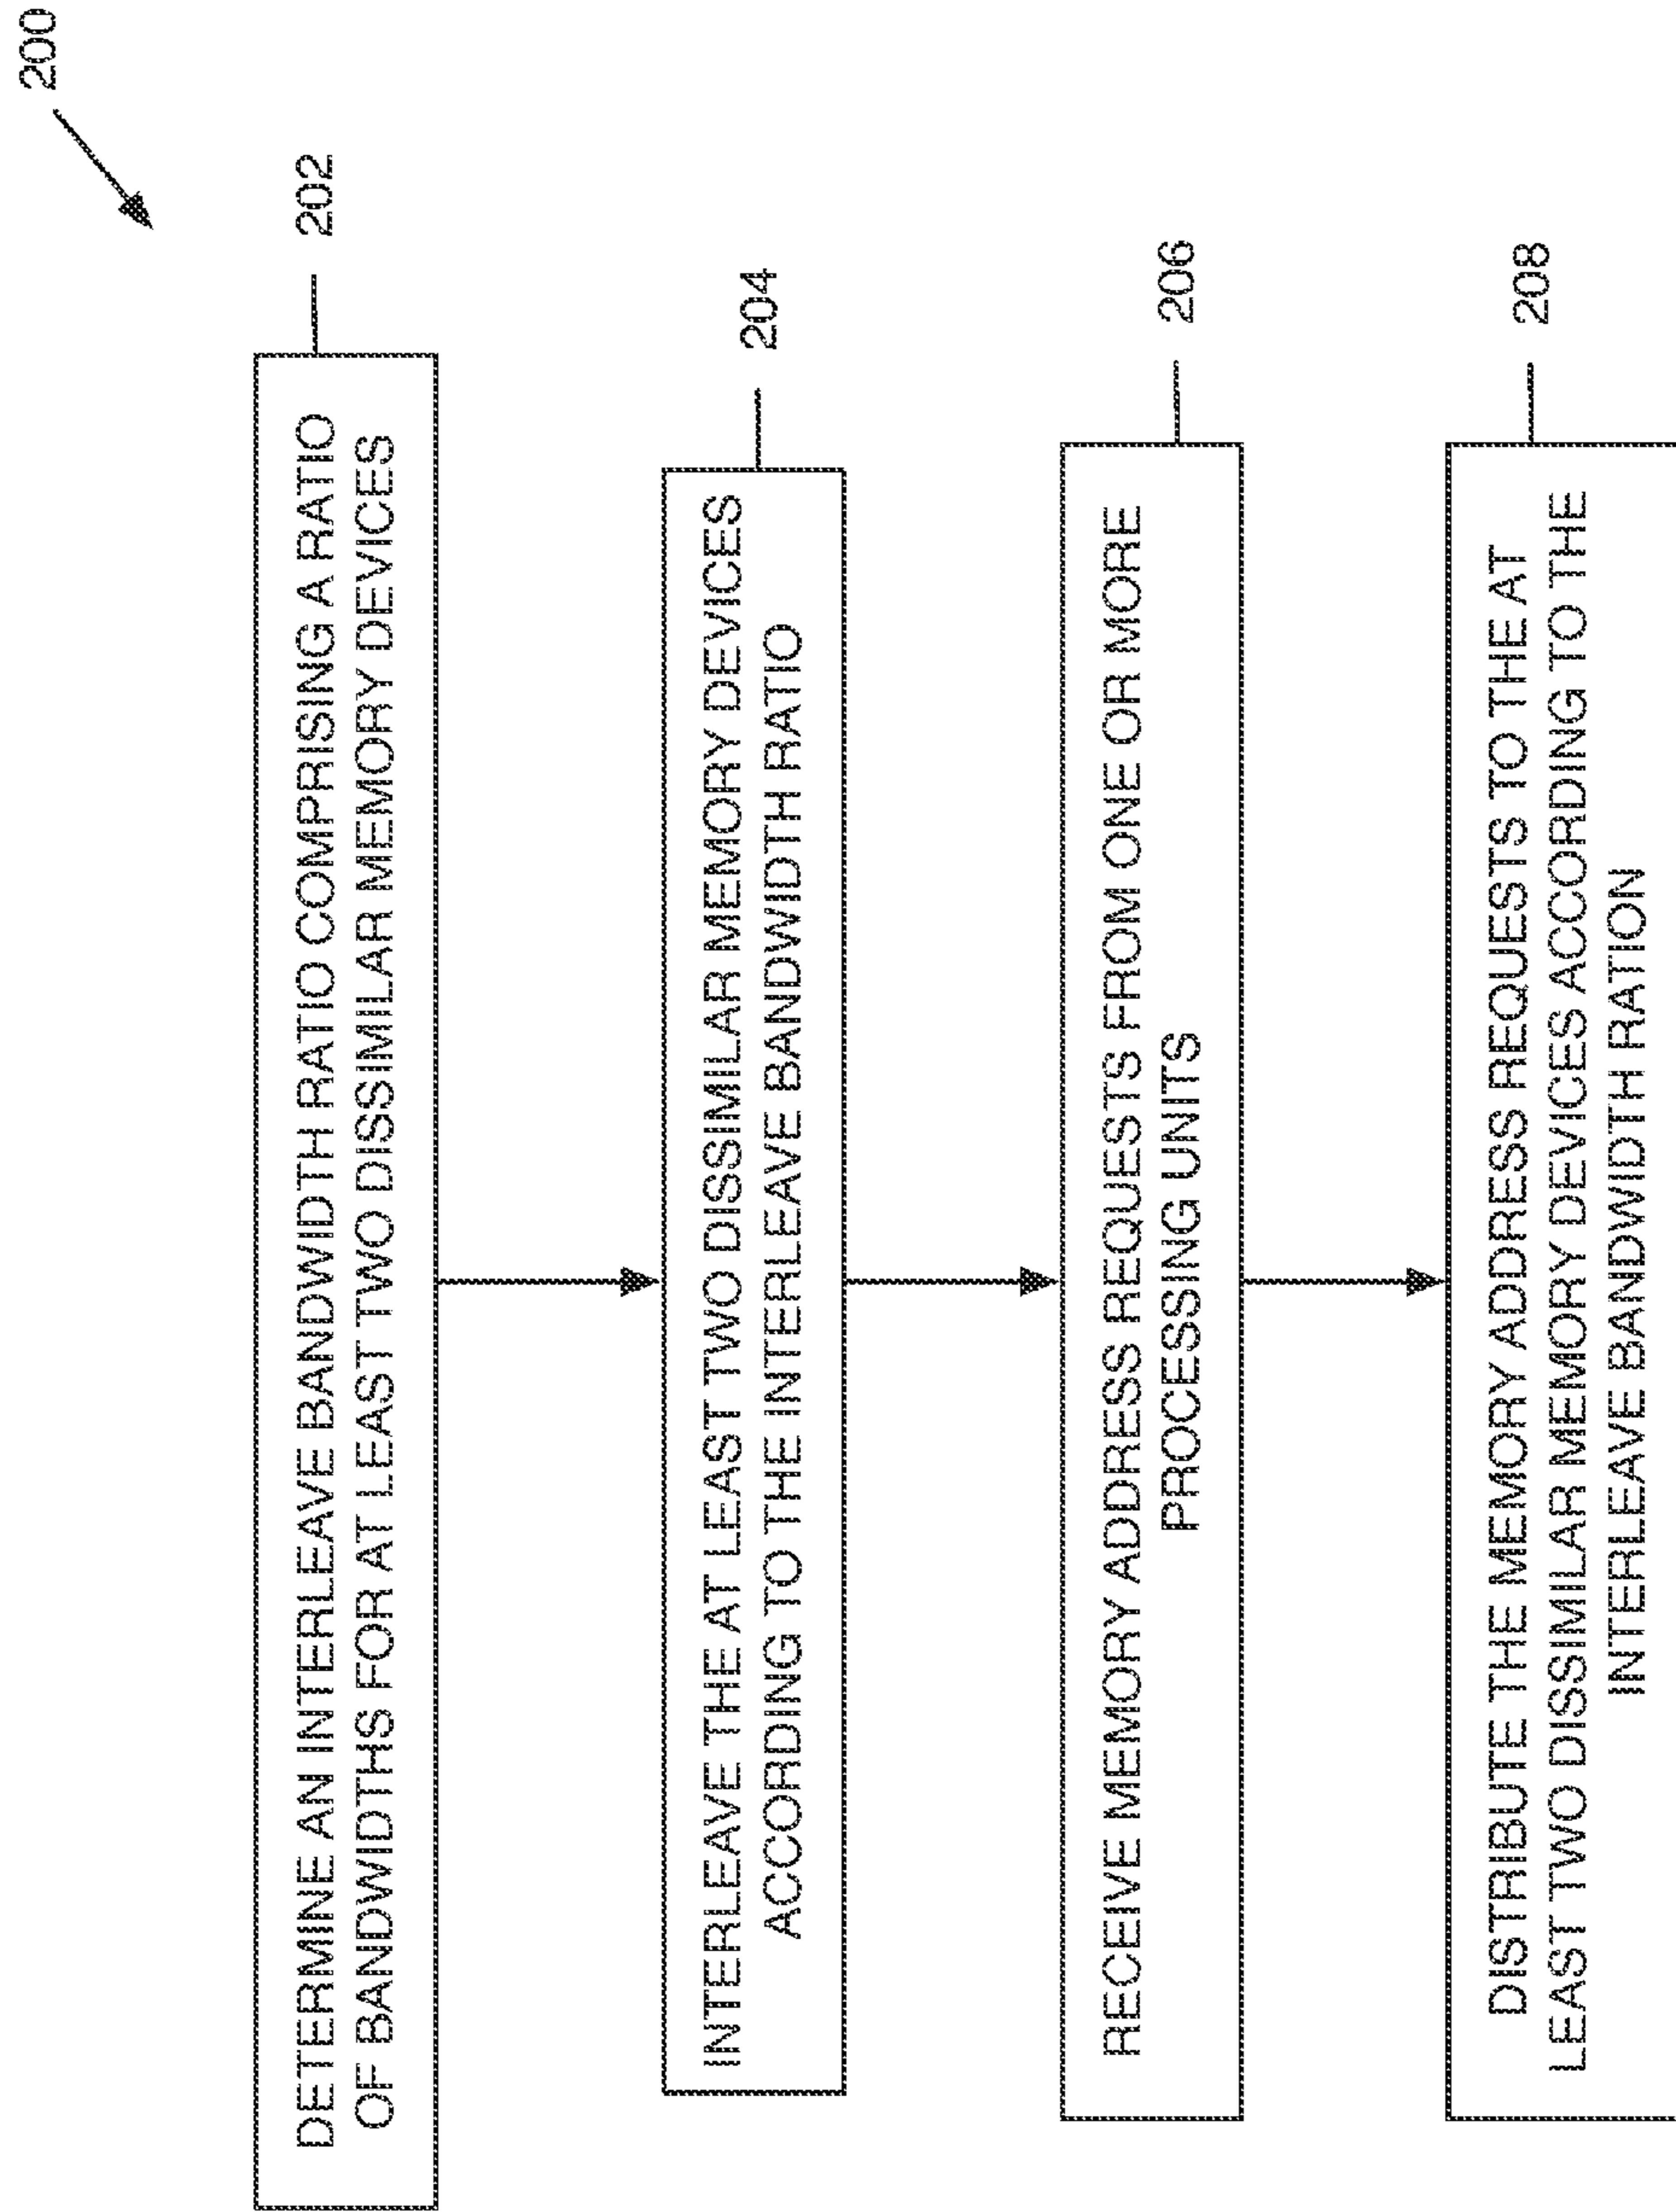 200
DETERMINE AN INTERLEAVE BANDWIDTH RATIO COMPRISING A RATIO
OF BANDWIDTHS FOR AT LEAST TWO DISSIMILAR MEMORY DEVICES
202
INTERLEAVE THE AT LEAST TWO DISSIMILAR MEMORY DEVICES
ACCORDING TO THE INTERLEAVE BANDWIDTH RATIO
204
RECEIVE MEMORY ADDRESS REQUESTS FROM ONE OR MORE
PROCESSING UNITS
206
DISTRIBUTE THE MEMORY ADDRESS REQUESTS TO THE AT
LEAST TWO DISSIMILAR MEMORY DEVICES ACCORDING TO THE
INTERLEAVE BANDWIDTH RATION
208